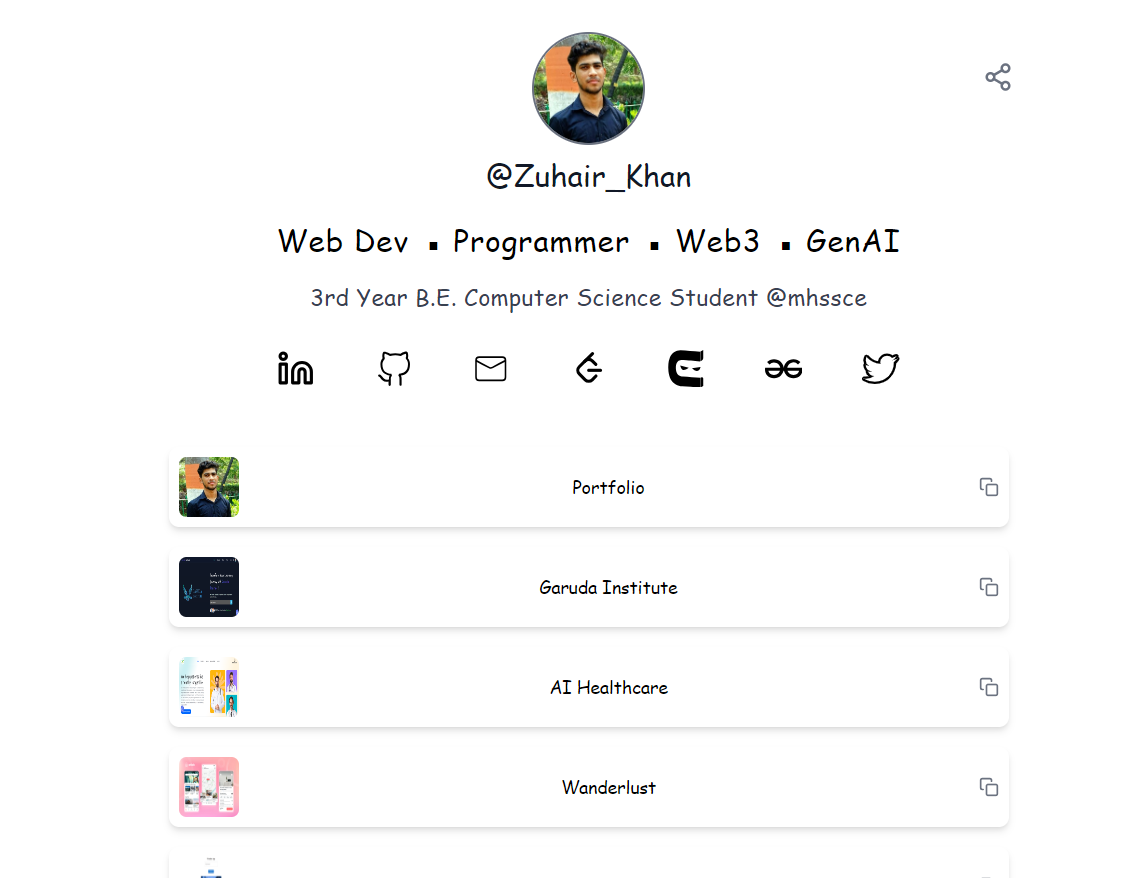 @Zuhair_Khan
Web Dev ▪ Programmer ▪ Web3 ▪ GenAI
3rd Year B.E. Computer Science Student @mhssce
Portfolio
Garuda Institute
AI Healthcare
Wanderlust